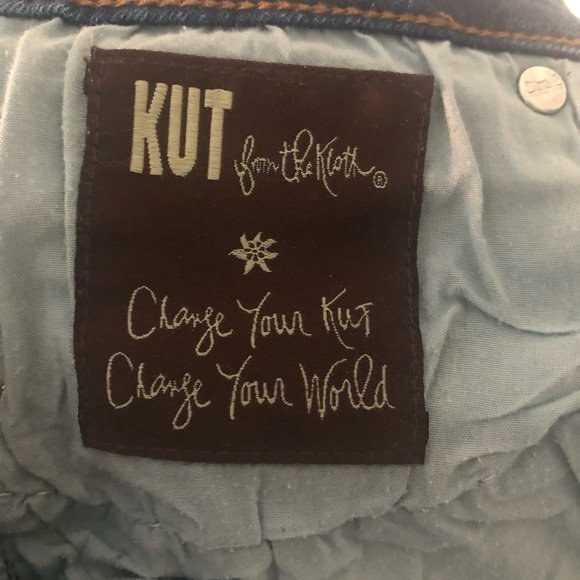 KUT from the Kloth®
Change Your Kut
Change Your World